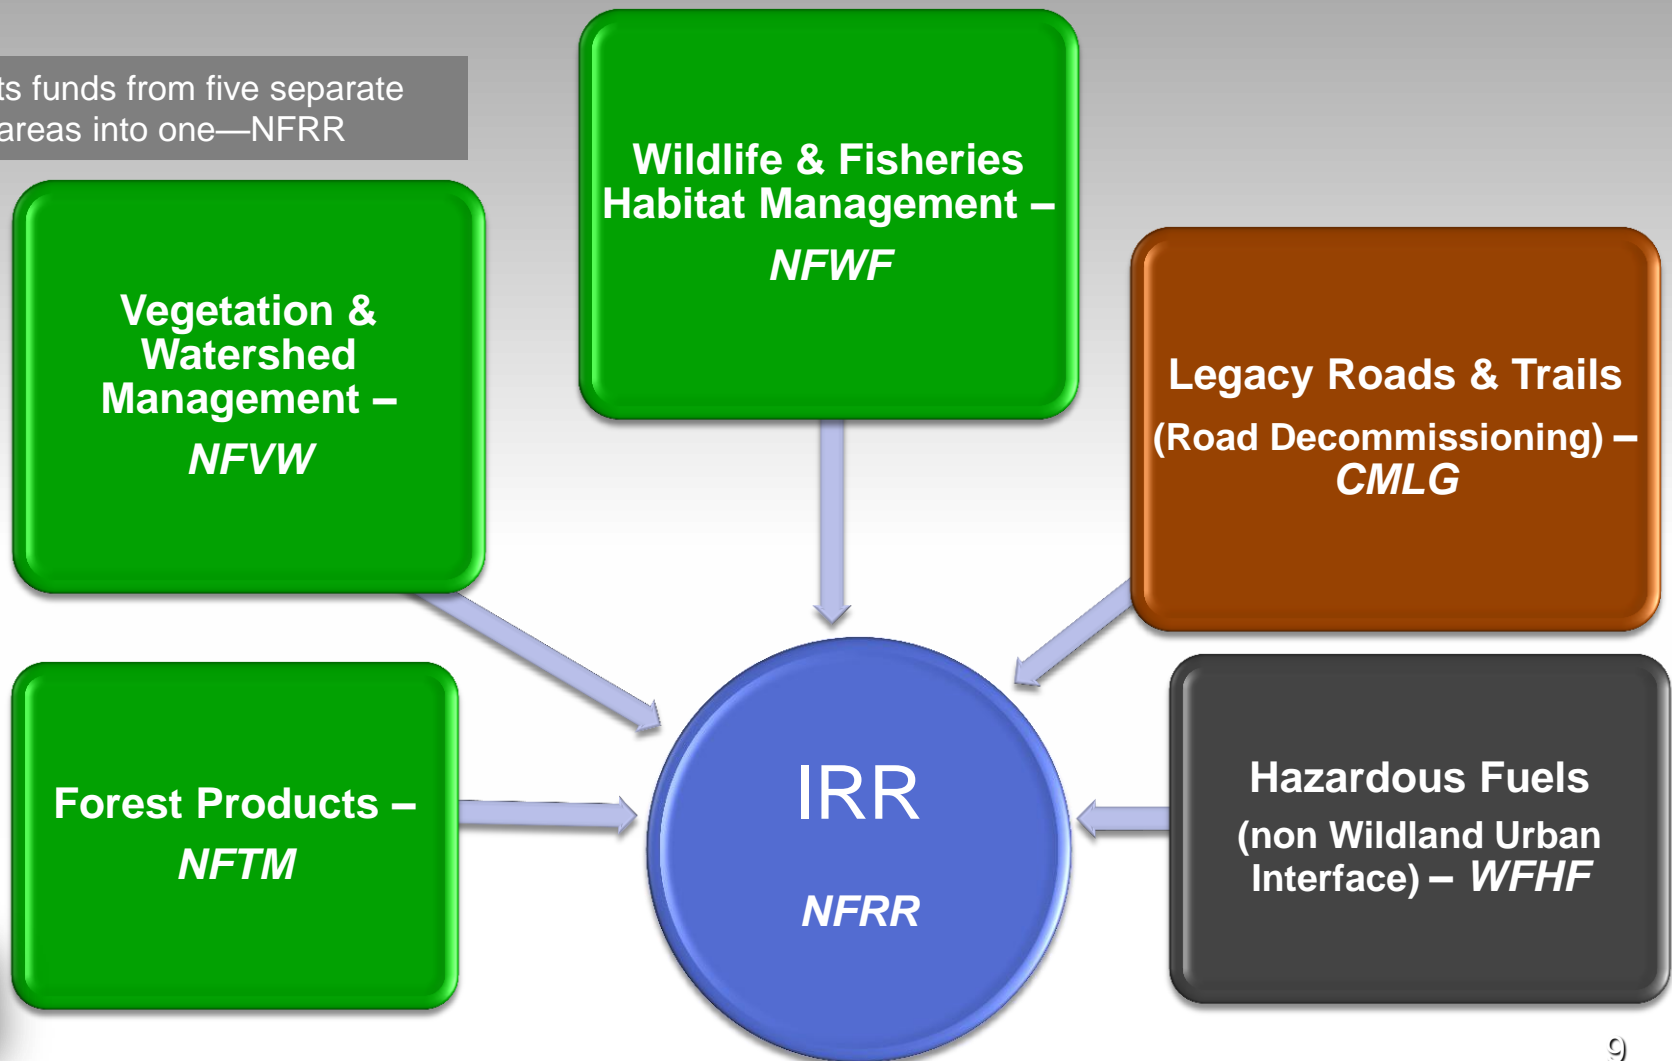 ts funds from five separate
areas into one—NFRR
Wildlife & Fisheries
Habitat Management –
NFWF
Vegetation &
Watershed
Management –
NFVW
Legacy Roads & Trails
(Road Decommissioning) –
CMLG
Forest Products –
NFTM
IRR
NFRR
Hazardous Fuels
(non Wildland Urban
Interface) – WFHF
9